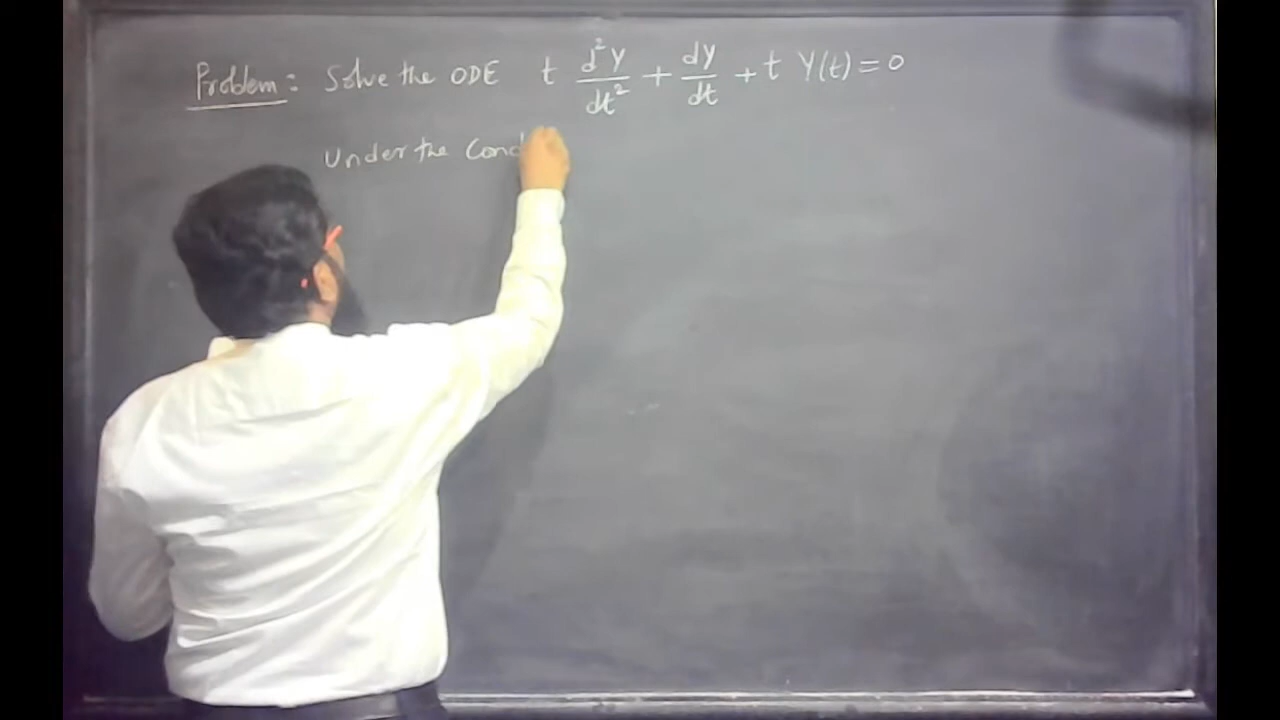 Problem: Solve the ODE t d²Y/dt² + dY/dt + t Y(t) = 0
Under the Cond